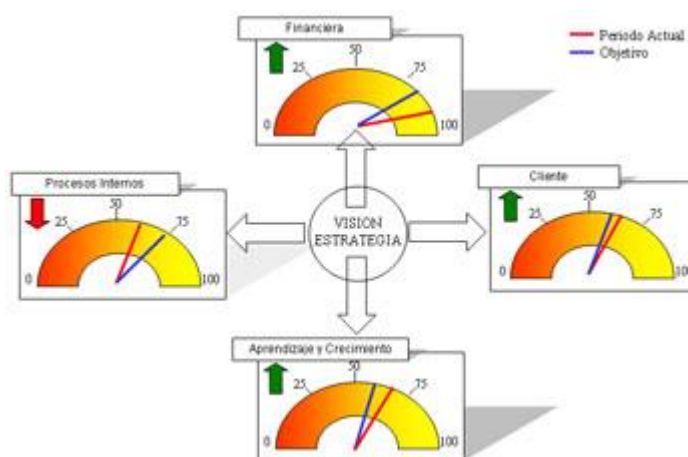 Financiera
0
25
50
75
100
Periodo Actual
Objetivo
Procesos Internos
0
25
50
75
100
VISION
ESTRATEGIA
Cliente
0
25
50
75
100
Aprendizaje y Crecimiento
0
25
50
75
100